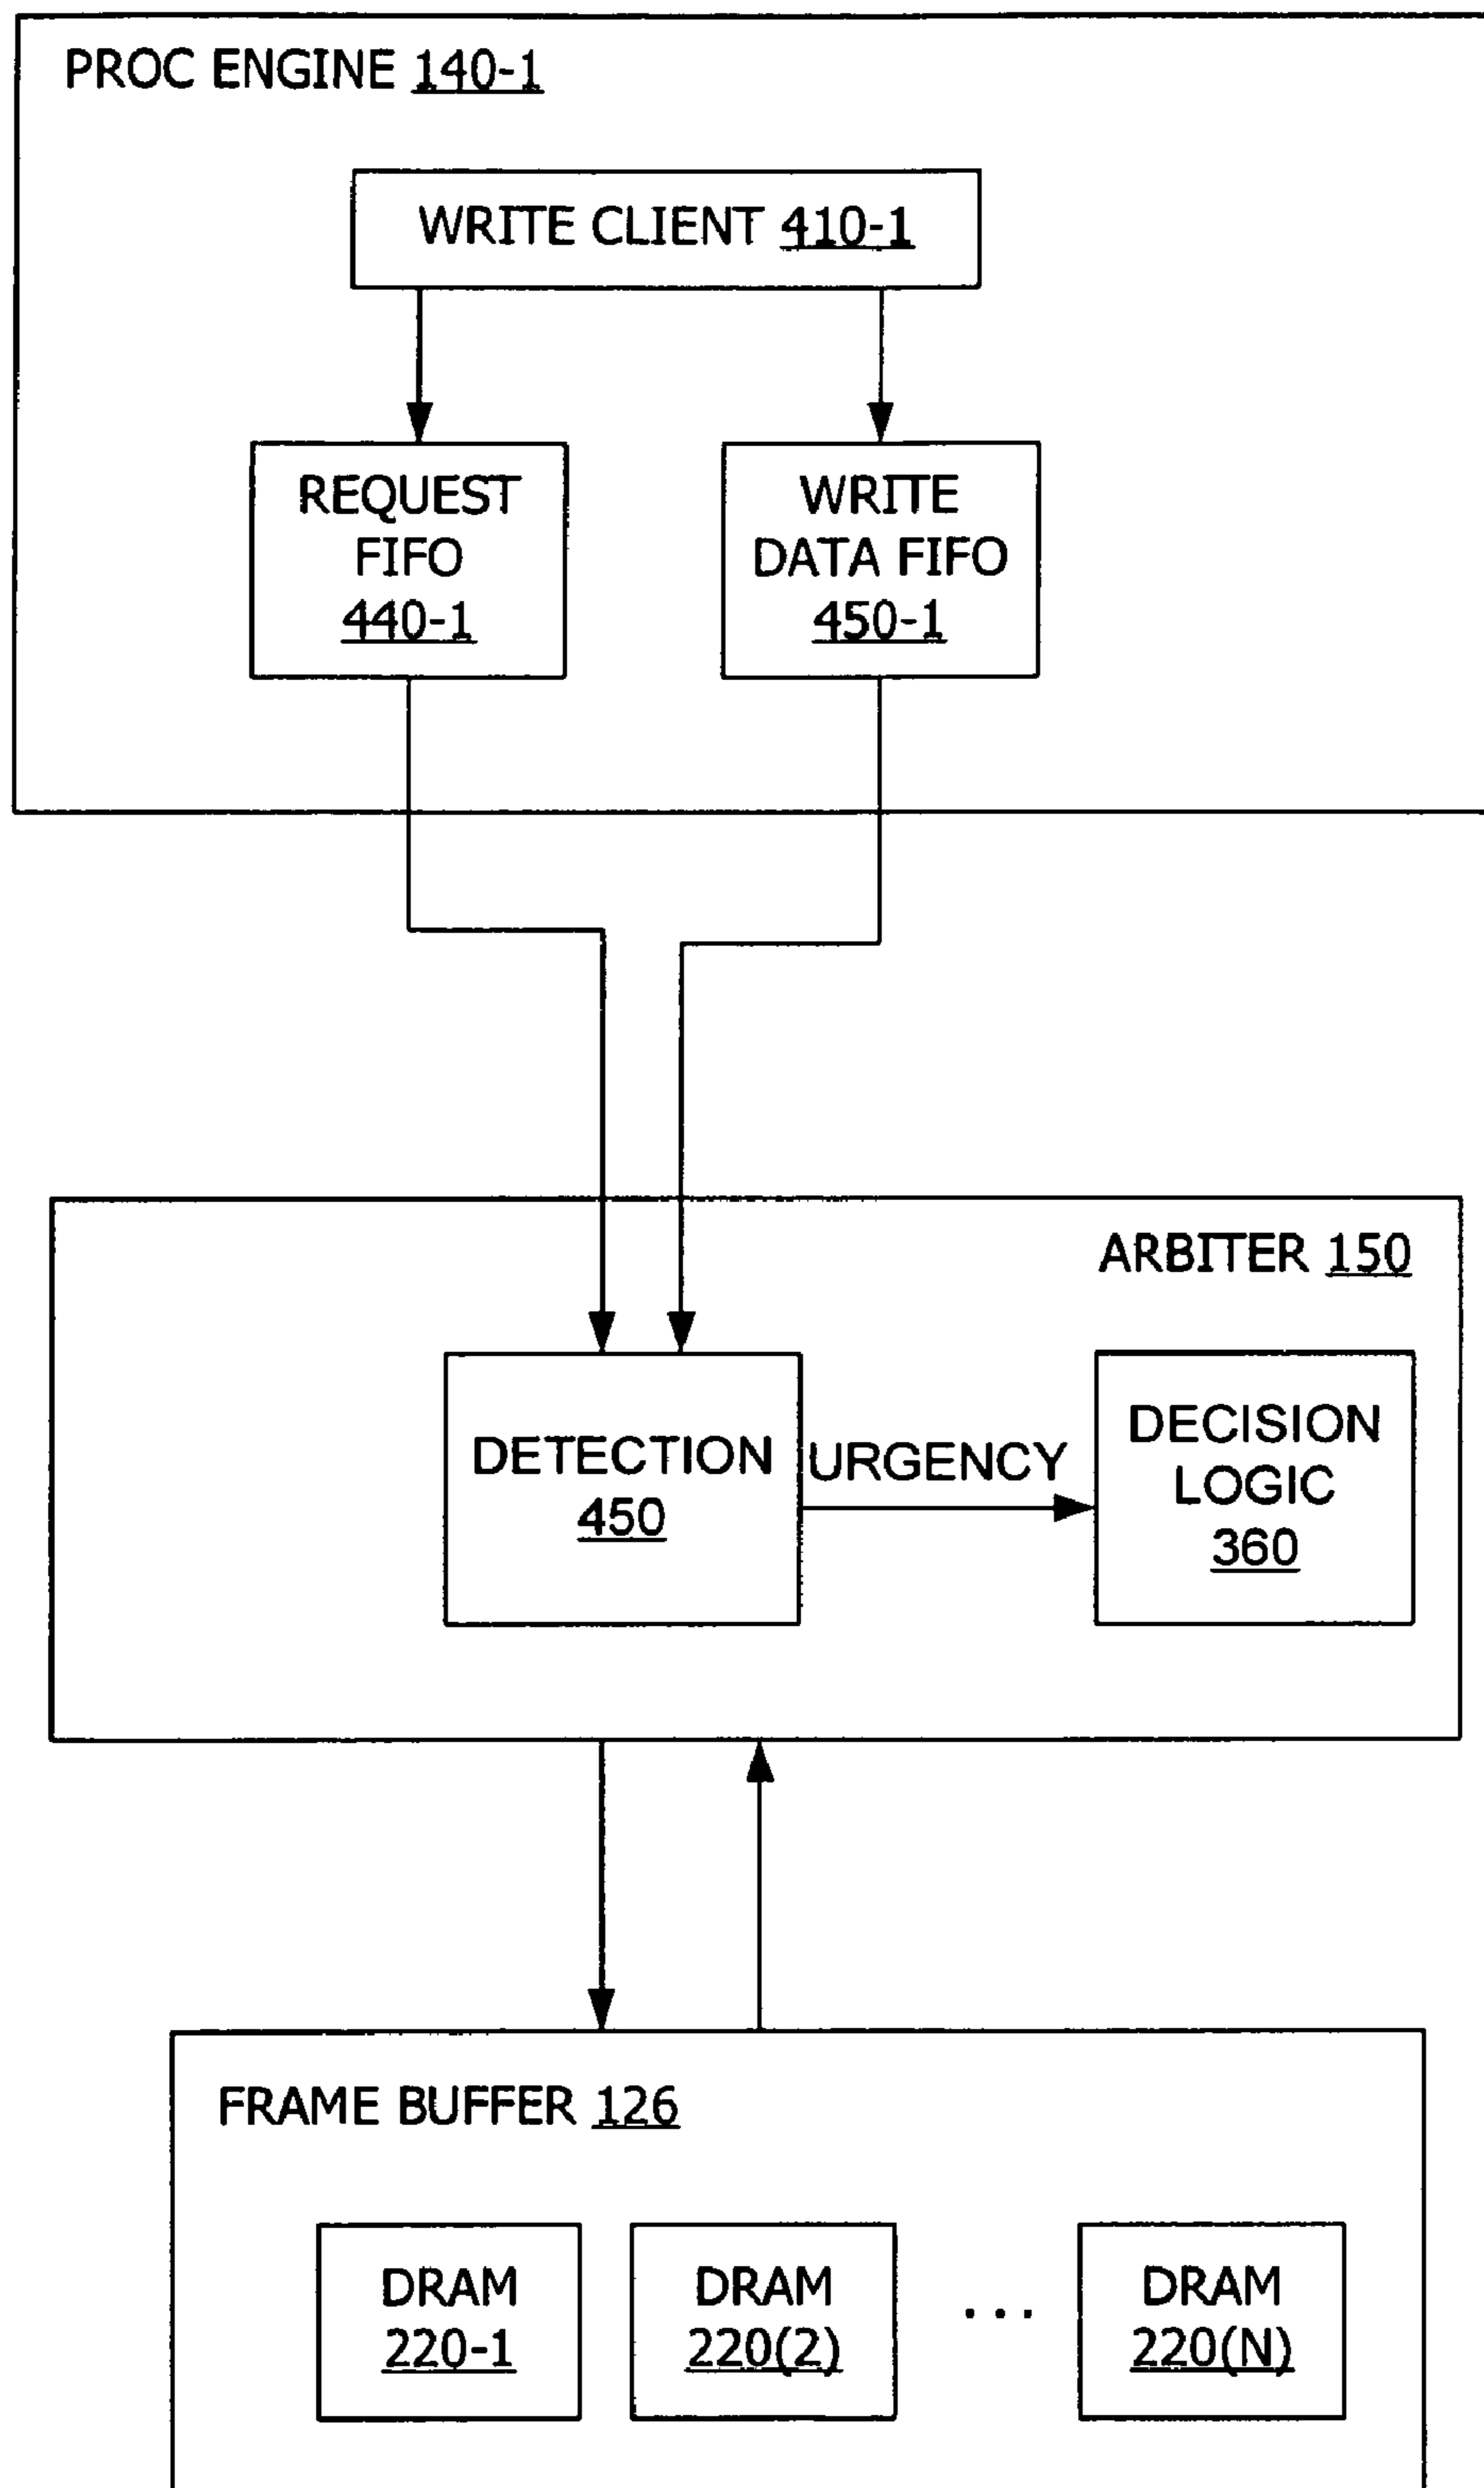 PROC ENGINE 140-1
WRITE CLIENT 410-1
REQUEST
FIFO
440-1
WRITE
DATA FIFO
450-1
ARBITER 150
DETECTION
450
URGENCY
DECISION
LOGIC
360
FRAME BUFFER 126
DRAM
220-1
DRAM
220(2)
...
DRAM
220(N)